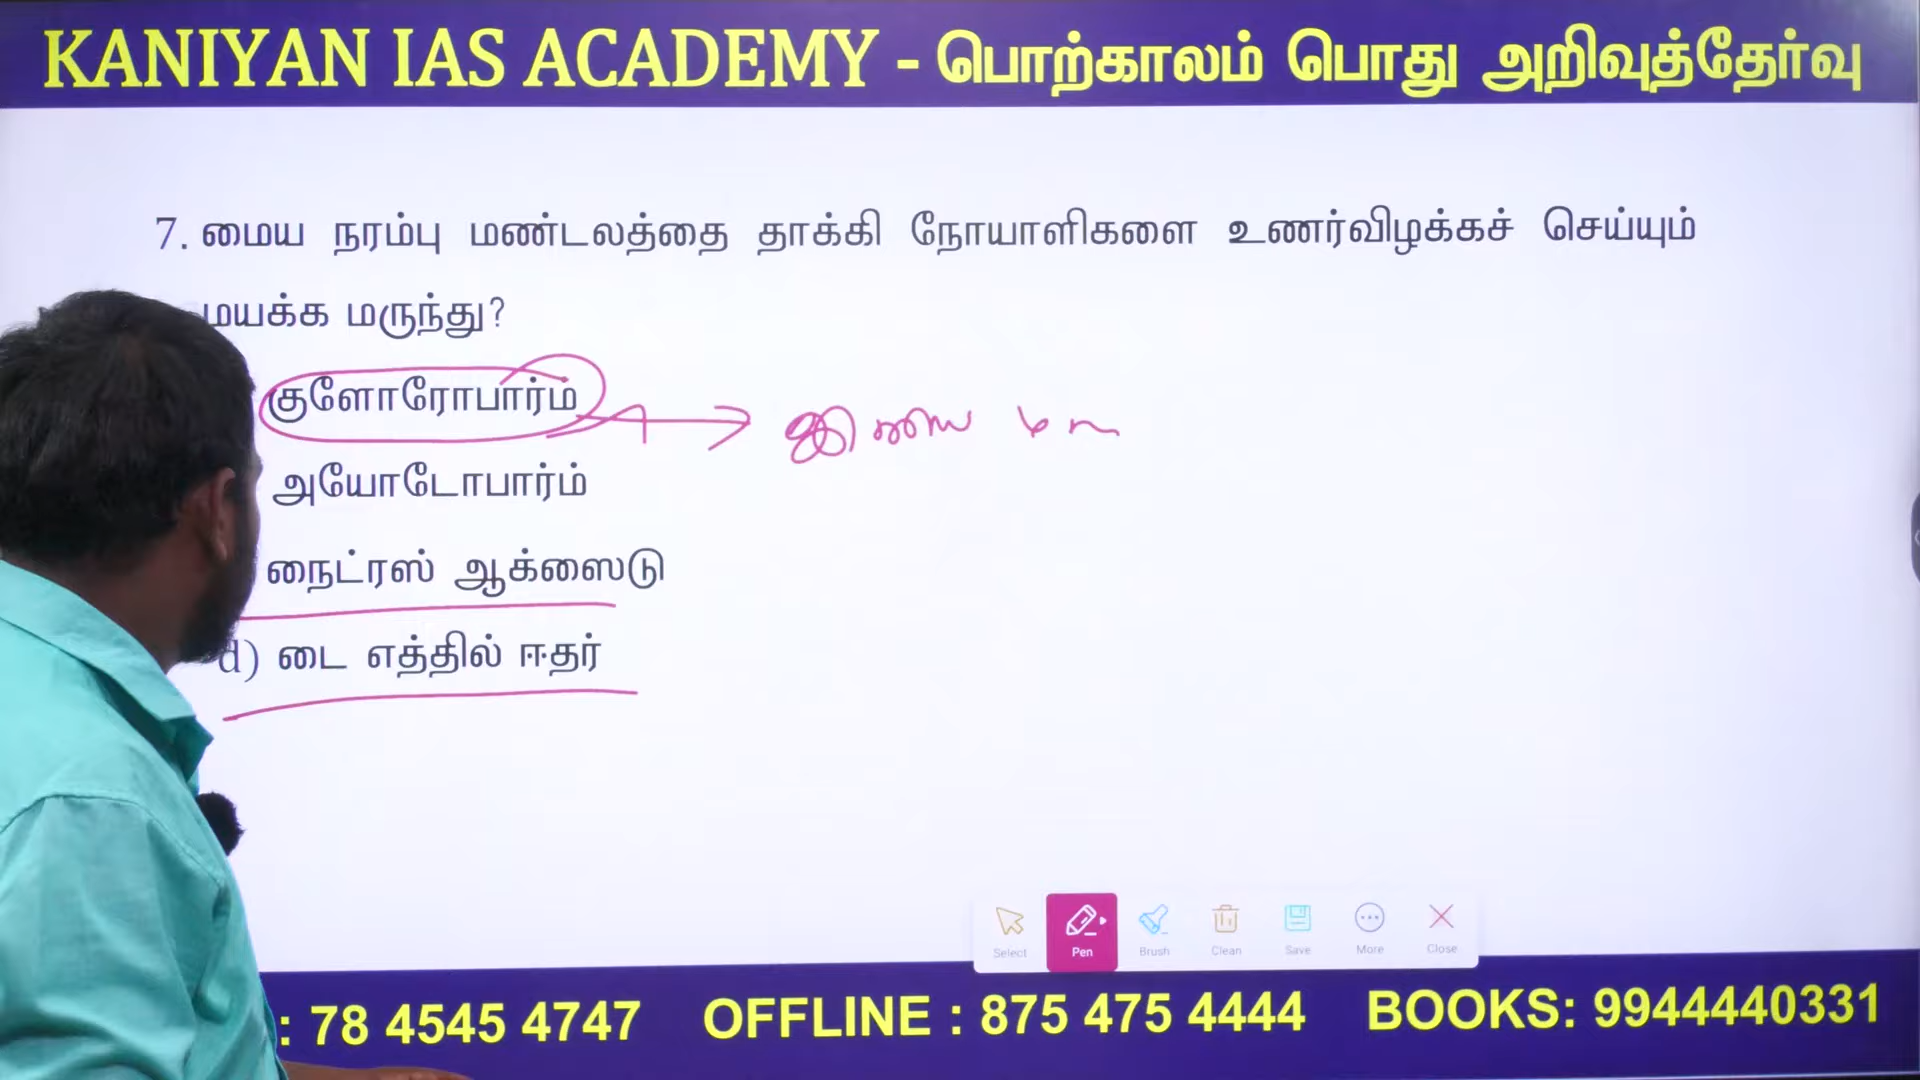 KANIYAN IAS ACADEMY - பொற்காலம் பொது அறிவுத்தேர்வு
7. மைய நரம்பு மண்டலத்தை தாக்கி நோயாளிகளை உணர்விழக்கச் செய்யும்
மயக்க மருந்து?
குளோரோபார்ம்
அயோடோபார்ம்
நைட்ரஸ் ஆக்ஸைடு
d) டை எத்தில் ஈதர்
Select Pen Brush Clean Save More Close
: 78 4545 4747 OFFLINE : 875 475 4444 BOOKS: 9944440331